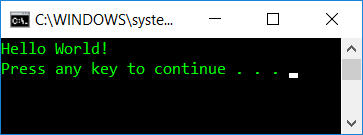 C:\WINDOWS\syste...
Hello World!
Press any key to continue . . .